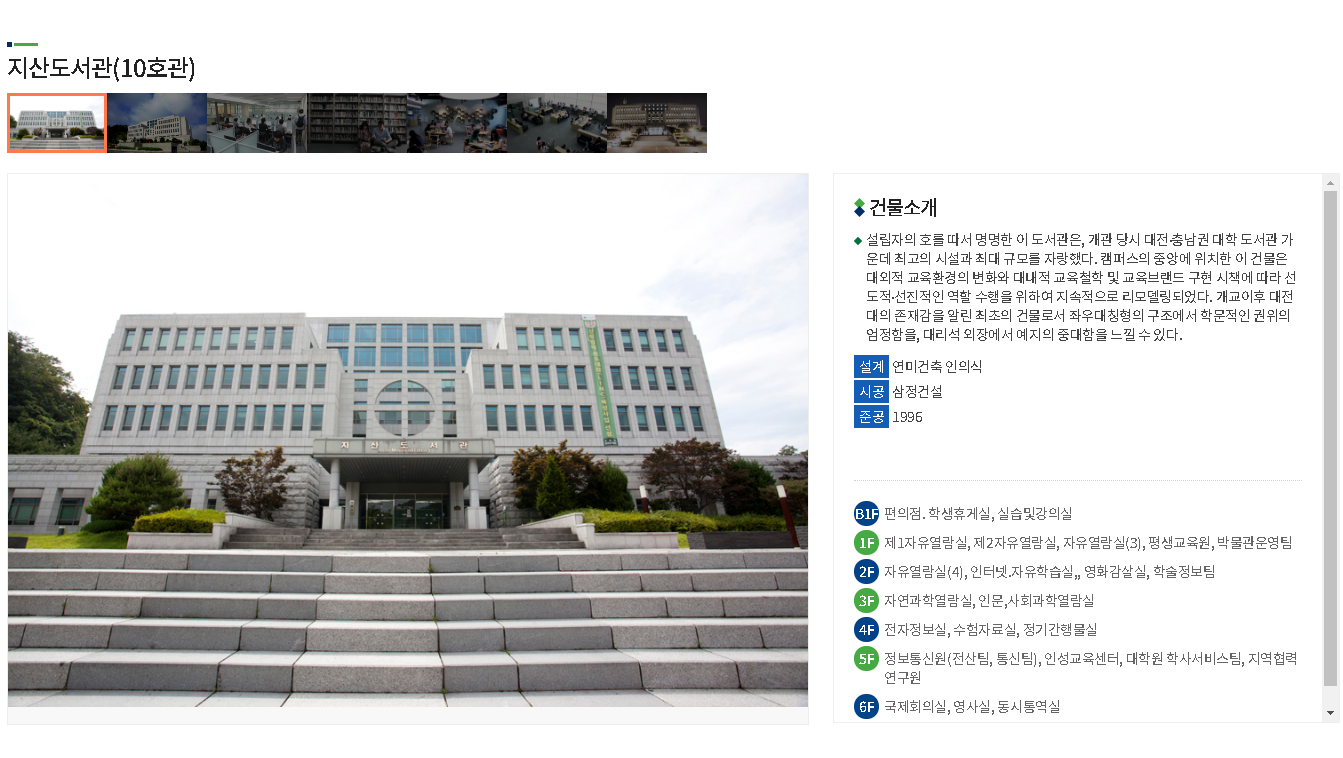 지산도서관(10호관)
지산도서관
건물소개
설립자의 호를 따서 명명한 이 도서관은, 개관 당시 대전·충남권 대학 도서관 가
운데 최고의 시설과 최대 규모를 자랑했다. 캠퍼스의 중앙에 위치한 이 건물은
대외적 교육환경의 변화와 대내적 교육철학 및 교육브랜드 구현 시책에 따라 선
도적·선진적인 역할 수행을 위하여 지속적으로 리모델링되었다. 개교이후 대전
대의 존재감을 알린 최초의 건물로서 좌우대칭형의 구조에서 학문적인 권위의
엄정함을, 대리석 외장에서 예지의 중대함을 느낄 수 있다.
설계 연미건축 인의식
시공 삼정건설
준공 1996
B1F 편의점. 학생휴게실, 실습및강의실
1F 제1자유열람실, 제2자유열람실, 자유열람실(3), 평생교육원, 박물관운영팀
2F 자유열람실(4), 인터넷.자유학습실,, 영화감살실, 학술정보팀
3F 자연과학열람실, 인문,사회과학열람실
4F 전자정보실, 수험자료실, 정기간행물실
5F 정보통신원(전산팀, 통신팀), 인성교육센터, 대학원 학사서비스팀, 지역협력
연구원
6F 국제회의실, 영사실, 동시통역실